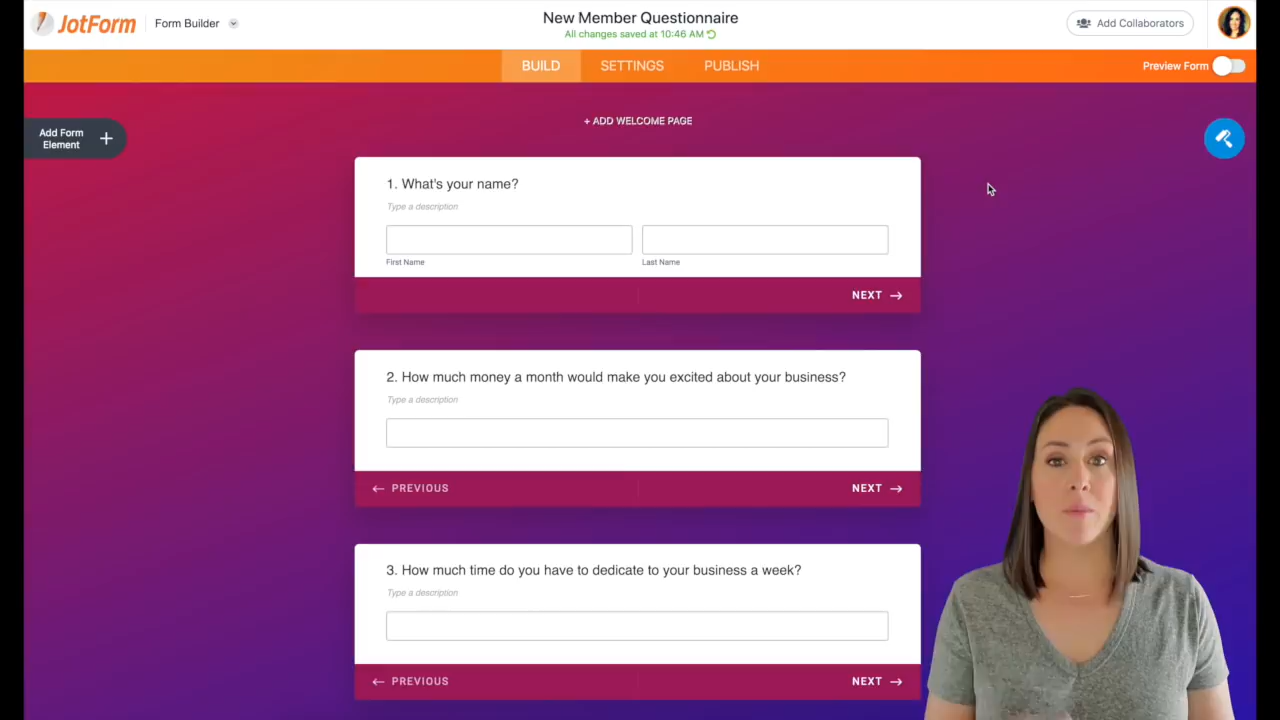 JotForm
Form Builder
New Member Questionnaire
All changes saved at 10:46 AM
Add Collaborators
BUILD
SETTINGS
PUBLISH
Preview Form
Add Form
Element
+ ADD WELCOME PAGE
1. What's your name?
Type a description
First Name
Last Name
NEXT
2. How much money a month would make you excited about your business?
Type a description
PREVIOUS
NEXT
3. How much time do you have to dedicate to your business a week?
Type a description
PREVIOUS
NEXT